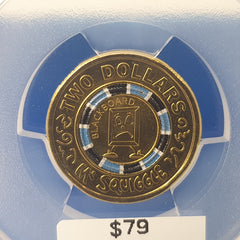 TWO DOLLARS
BLACKBOARD
Mr SQUIGGLE
$79